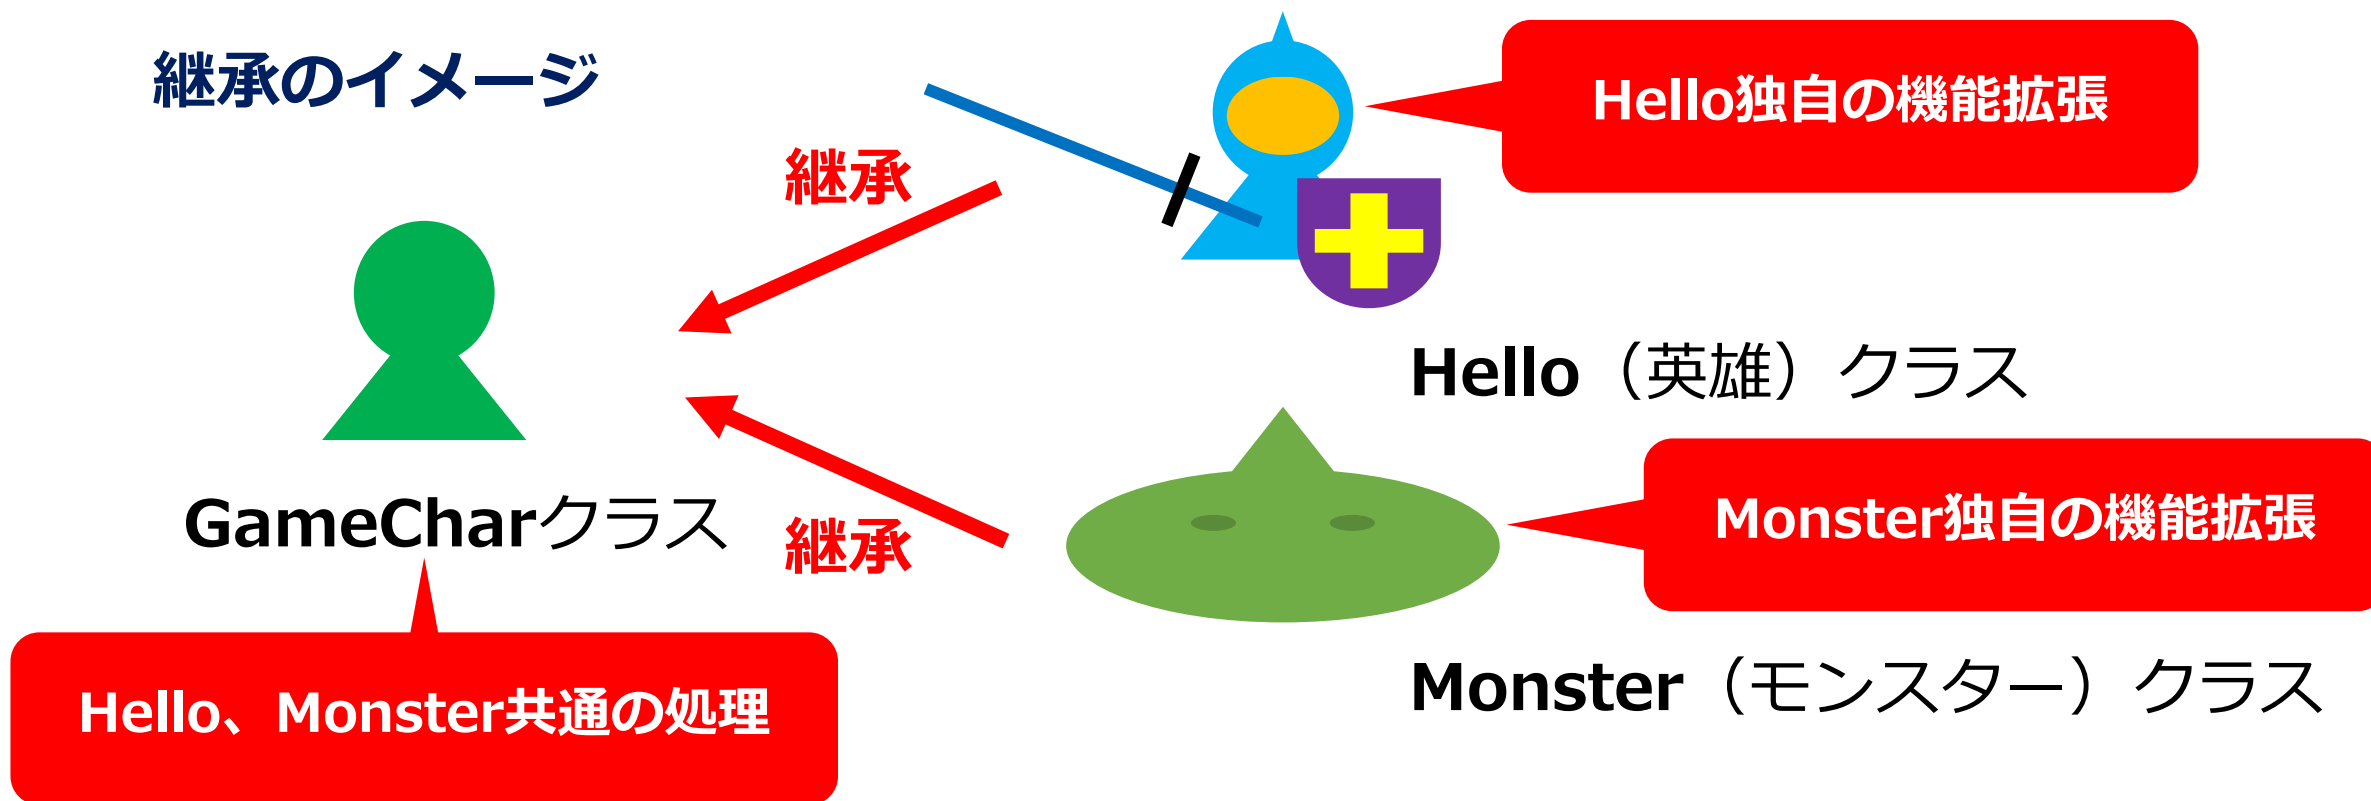 継承のイメージ
Hello独自の機能拡張
継承
Hello（英雄）クラス
GameCharクラス
継承
Monster独自の機能拡張
Monster（モンスター）クラス
Hello、Monster共通の処理